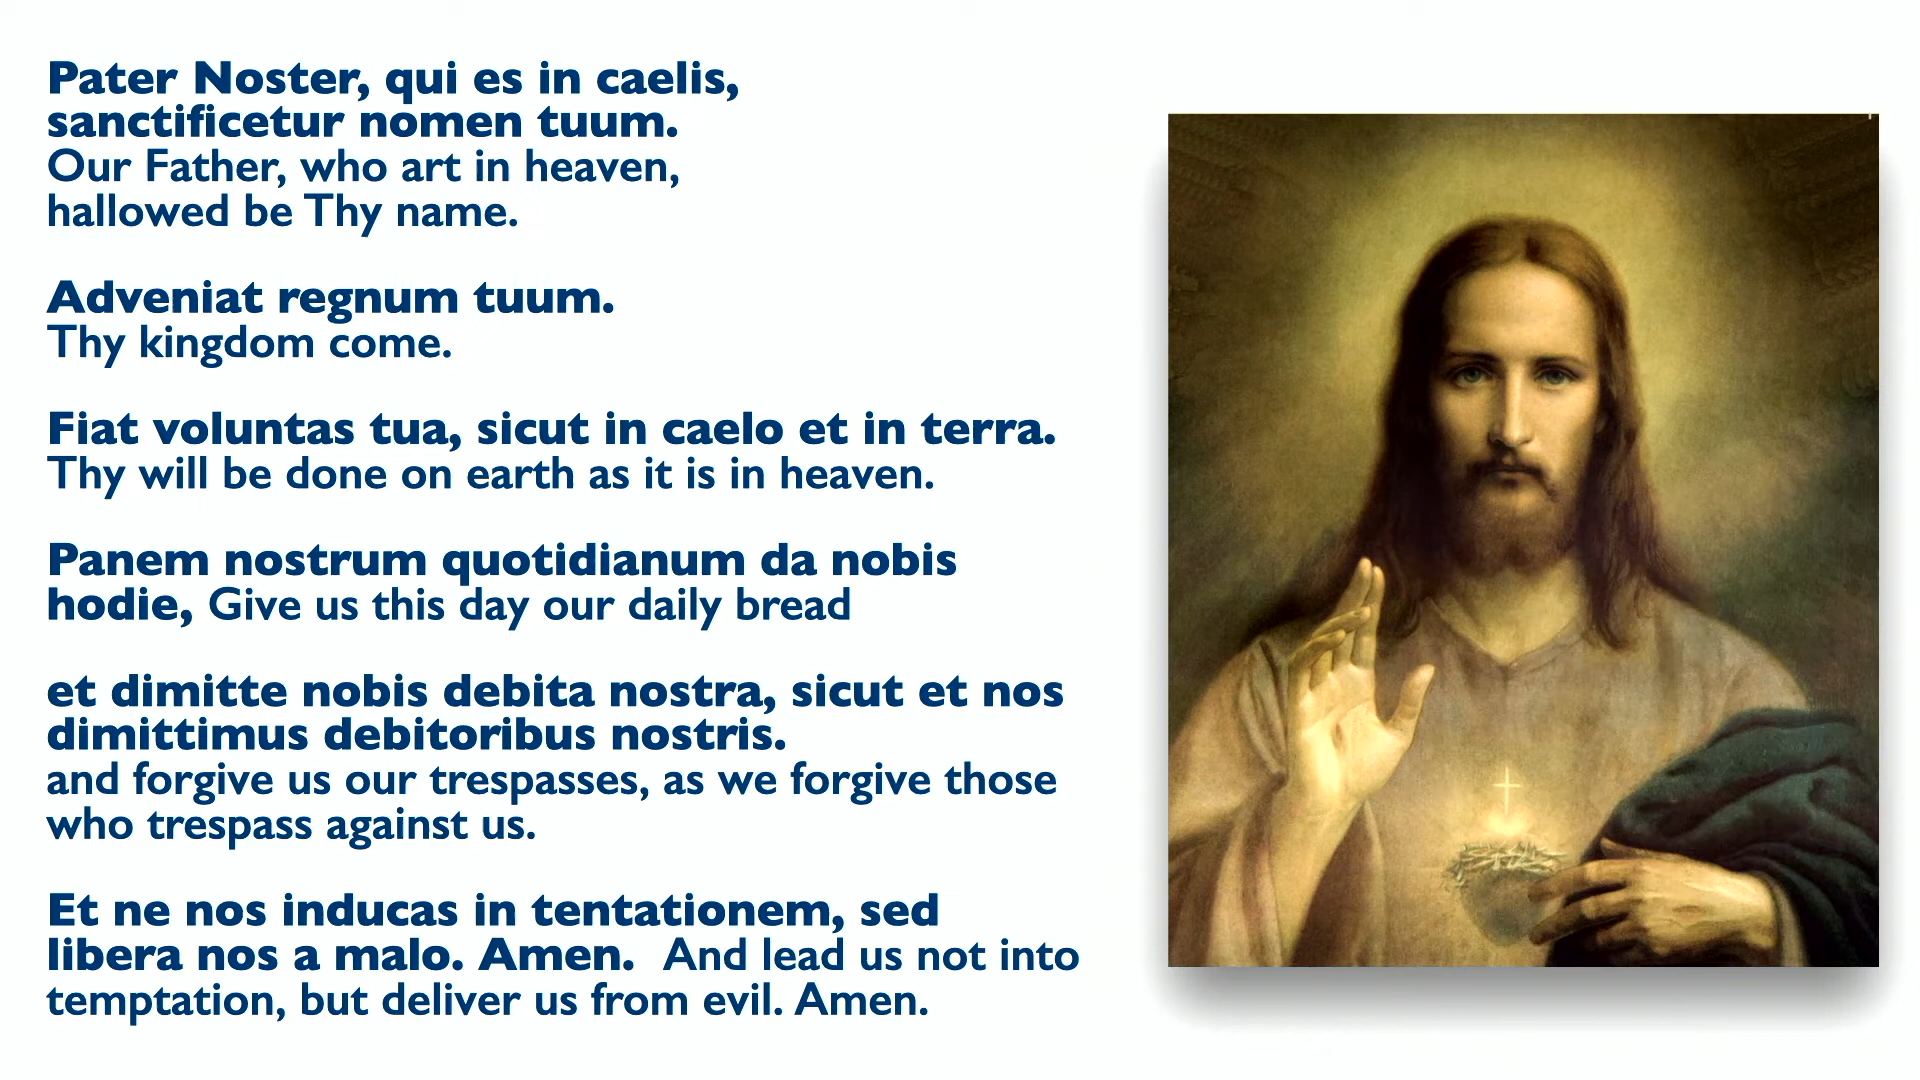 Pater Noster, qui es in caelis,
sanctificetur nomen tuum.
Our Father, who art in heaven,
hallowed be Thy name.
Adveniat regnum tuum.
Thy kingdom come.
Fiat voluntas tua, sicut in caelo et in terra.
Thy will be done on earth as it is in heaven.
Panem nostrum quotidianum da nobis
hodie, Give us this day our daily bread
et dimitte nobis debita nostra, sicut et nos
dimittimus debitoribus nostris.
and forgive us our trespasses, as we forgive those
who trespass against us.
Et ne nos inducas in tentationem, sed
libera nos a malo. Amen.  And lead us not into
temptation, but deliver us from evil. Amen.